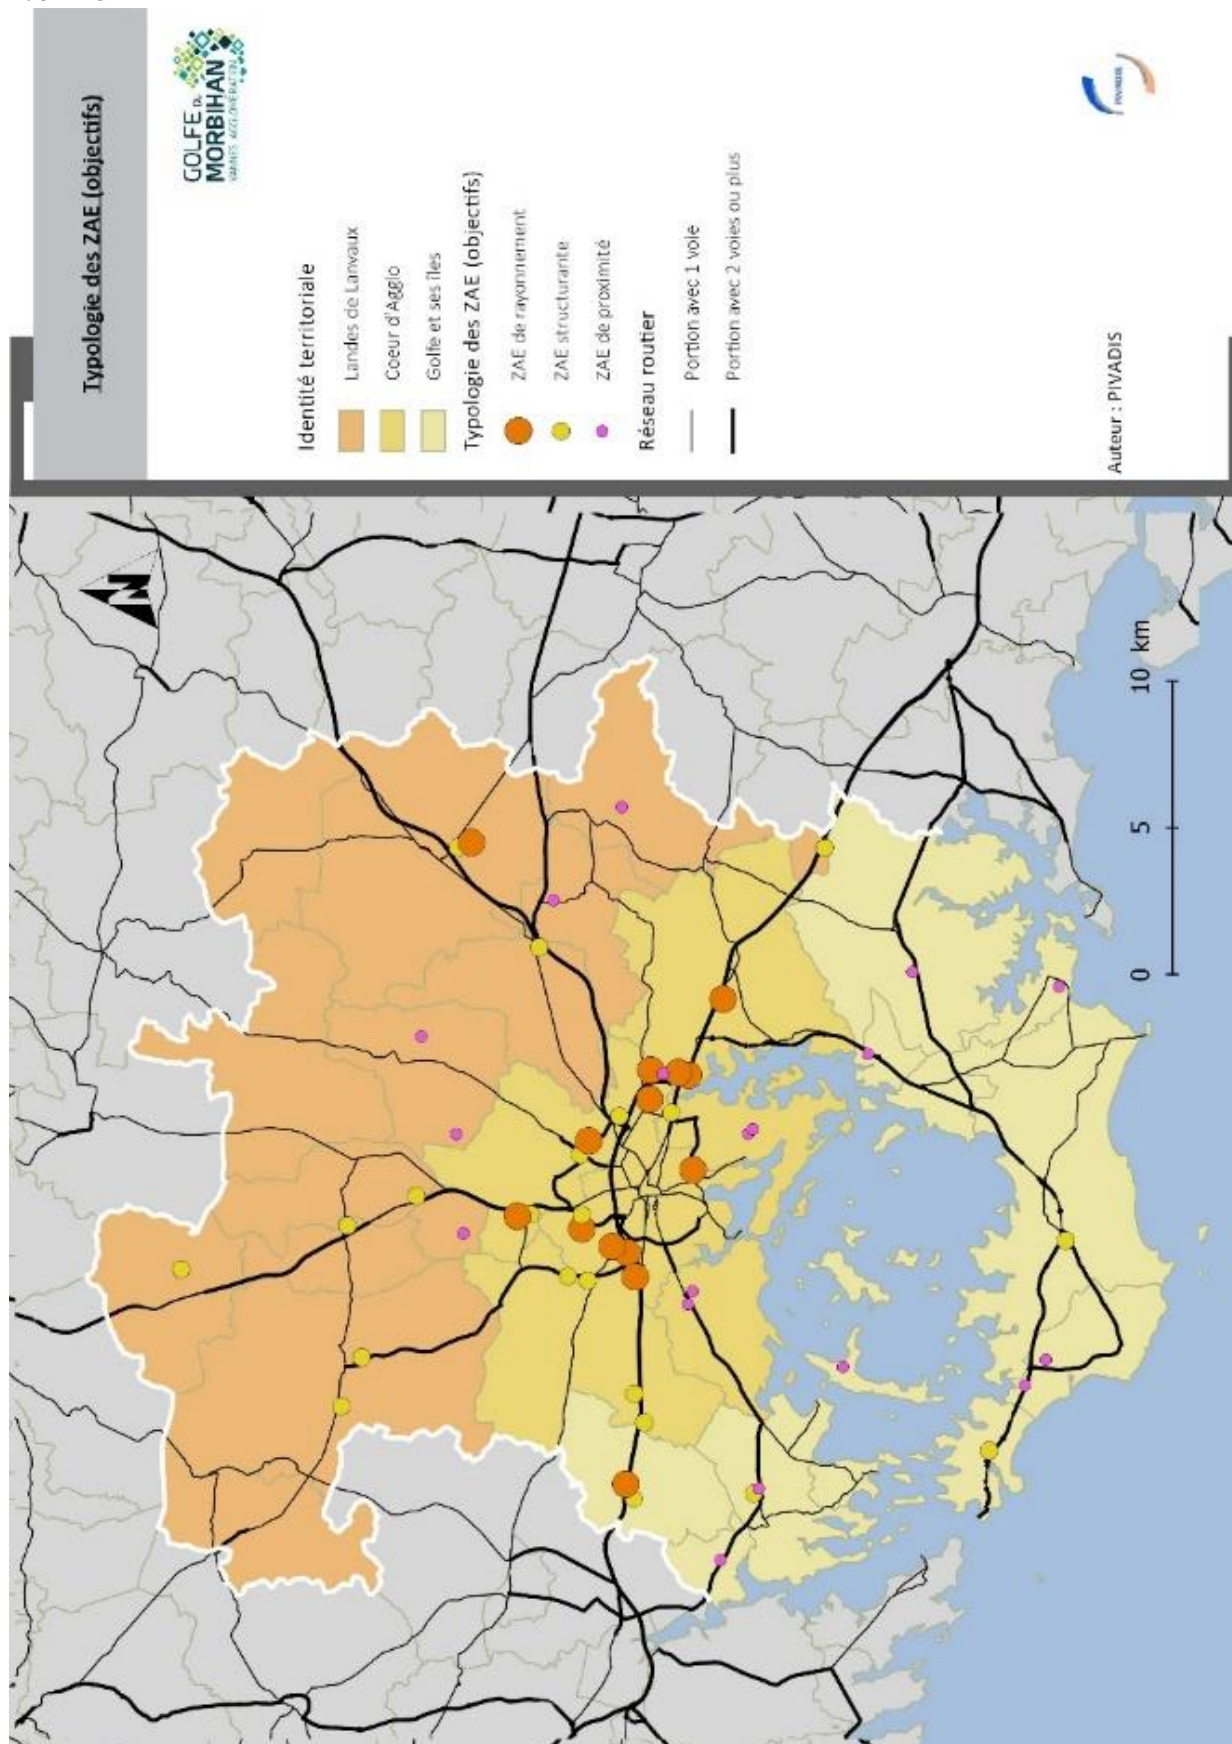 Typologie des ZAE (objectifs)
GOLFE DU
MORBIHAN
VANNES AGGLOMÉRATION
Identité territoriale
Landes de Lanvaux
Coeur d'Agglo
Golfe et ses îles
Typologie des ZAE (objectifs)
ZAE de rayonnement
ZAE structurante
ZAE de proximité
Réseau routier
Portion avec 1 voie
Portion avec 2 voies ou plus
Auteur : PIVADIS
PIVADIS
N
0 5 10 km